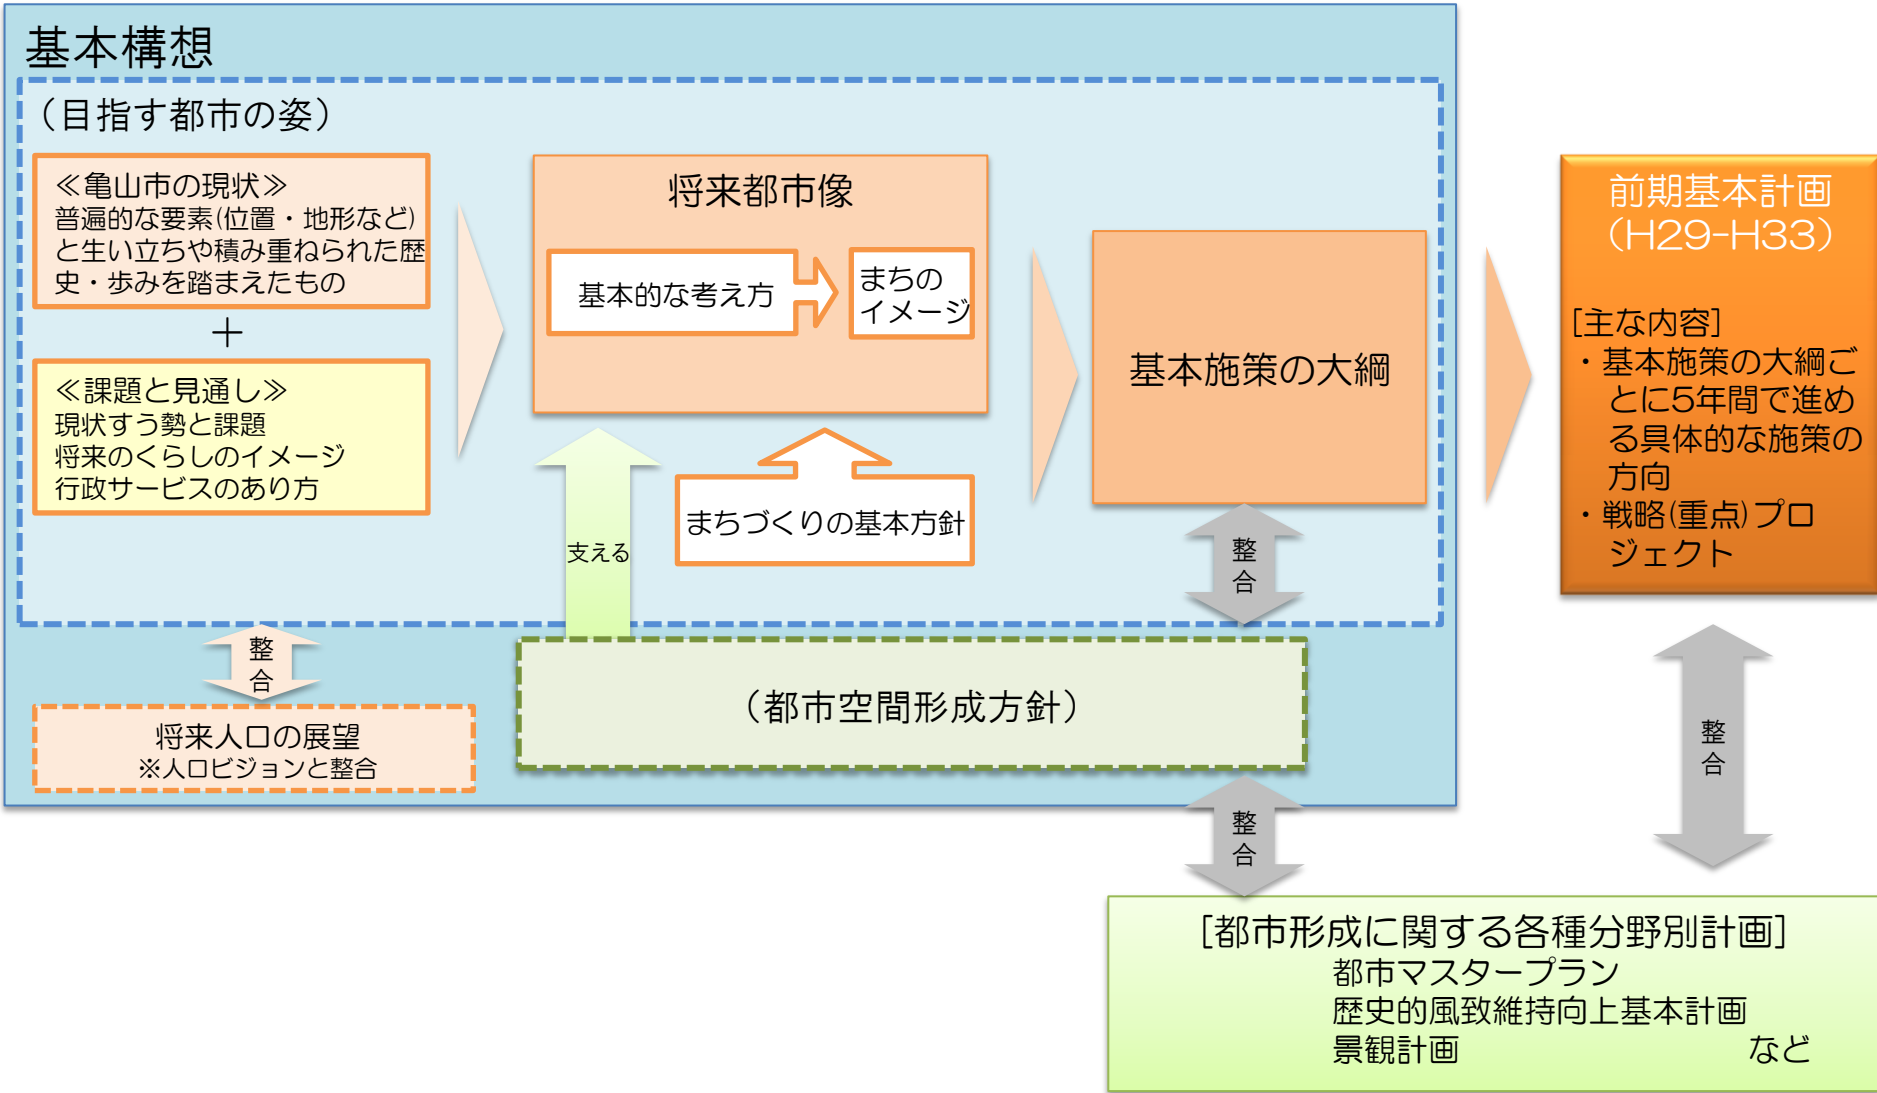 基本構想
（目指す都市の姿）
≪亀山市の現状≫
普遍的な要素(位置・地形など)
と生い立ちや積み重ねられた歴
史・歩みを踏まえたもの
＋
≪課題と見通し≫
現状すう勢と課題
将来のくらしのイメージ
行政サービスのあり方
将来都市像
基本的な考え方
まちの
イメージ
支える
まちづくりの基本方針
基本施策の大綱
整
合
整
合
将来人口の展望
※人口ビジョンと整合
（都市空間形成方針）
整
合
前期基本計画
（H29-H33）
[主な内容]
・基本施策の大綱ご
とに5年間で進め
る具体的な施策の
方向
・戦略(重点)プロ
ジェクト
整
合
[都市形成に関する各種分野別計画]
都市マスタープラン
歴史的風致維持向上基本計画
景観計画 など